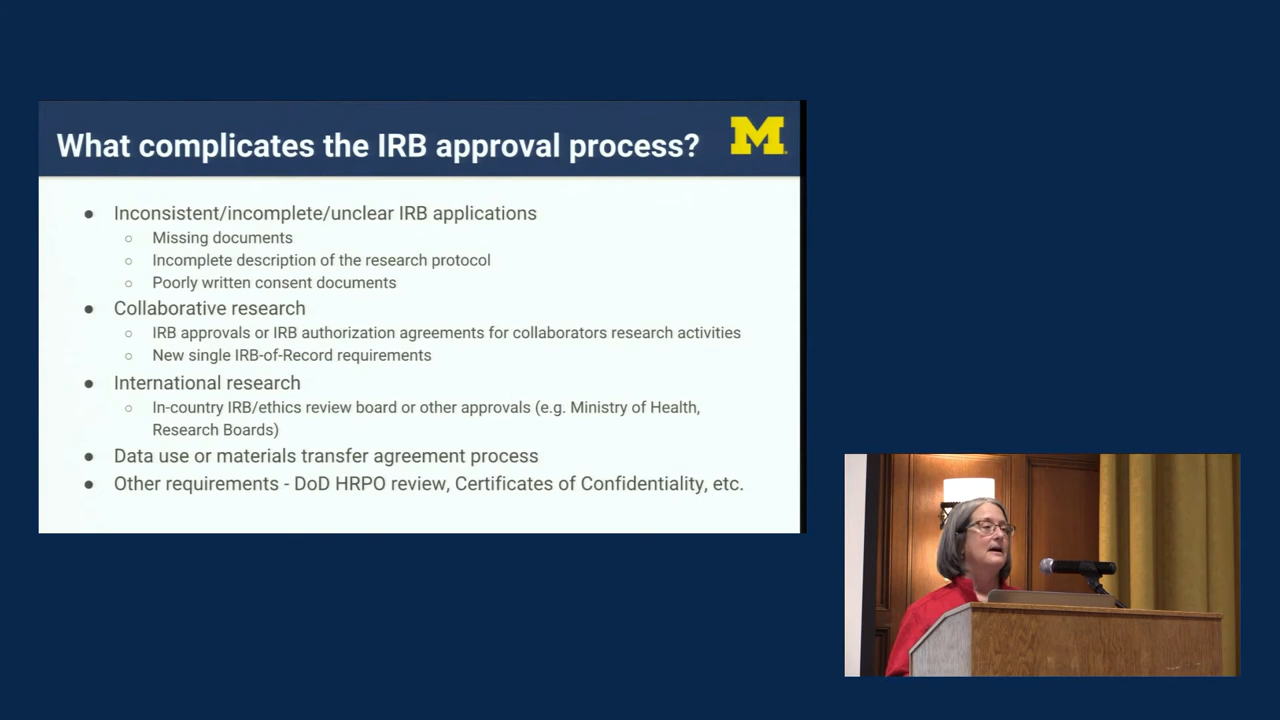 What complicates the IRB approval process?
M
● Inconsistent/incomplete/unclear IRB applications
○ Missing documents
○ Incomplete description of the research protocol
○ Poorly written consent documents
● Collaborative research
○ IRB approvals or IRB authorization agreements for collaborators research activities
○ New single IRB-of-Record requirements
● International research
○ In-country IRB/ethics review board or other approvals (e.g. Ministry of Health,
Research Boards)
● Data use or materials transfer agreement process
● Other requirements - DoD HRPO review, Certificates of Confidentiality, etc.